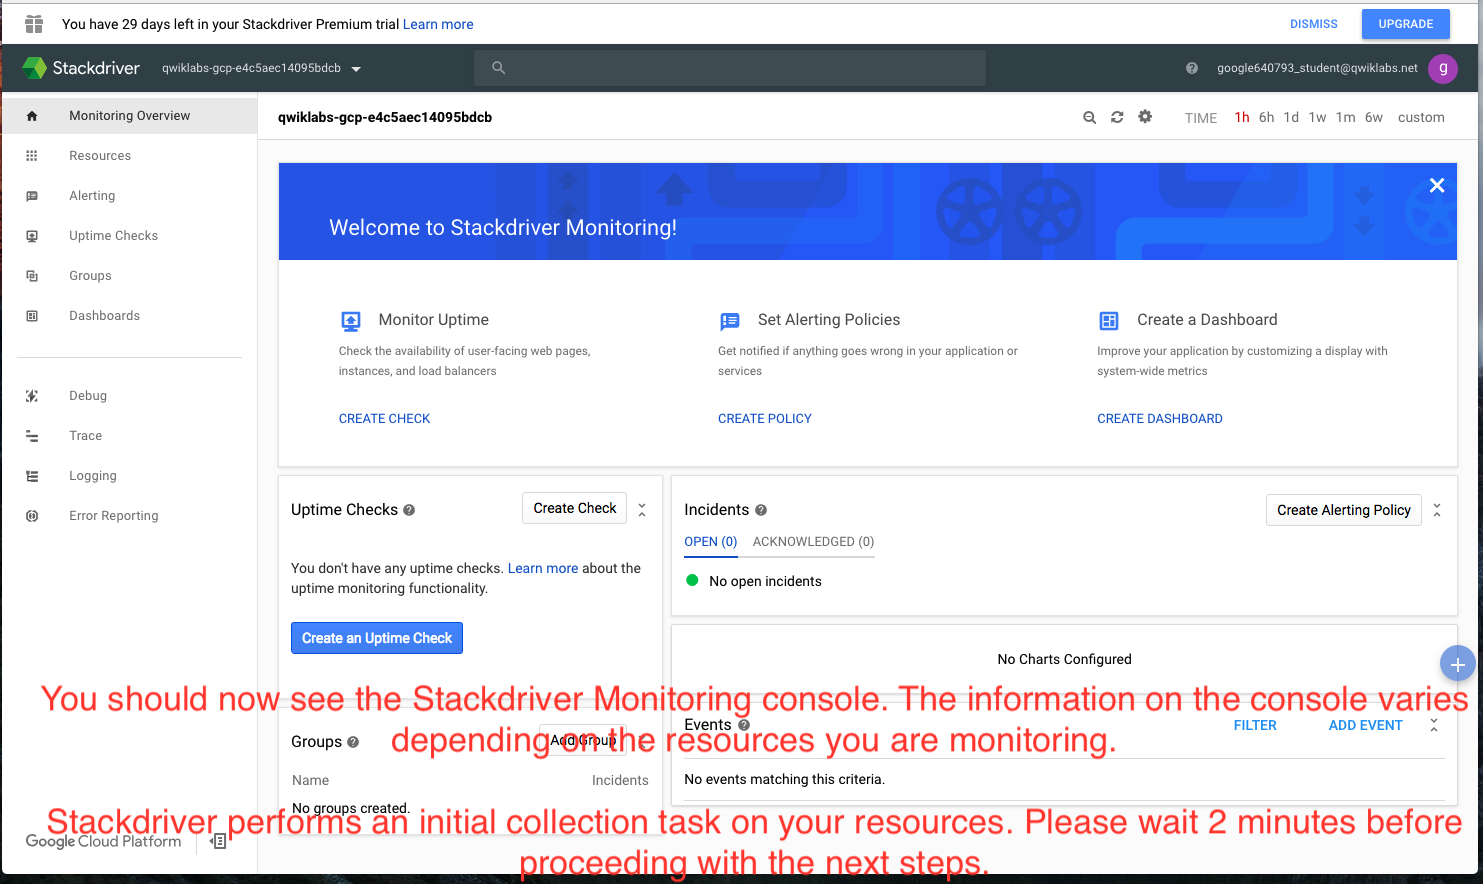 You have 29 days left in your Stackdriver Premium trial Learn more
DISMISS
UPGRADE
Stackdriver
qwiklabs-gcp-e4c5aec14095bdcb
google640793_student@qwiklabs.net
g
Monitoring Overview
Resources
Alerting
Uptime Checks
Groups
Dashboards
Debug
Trace
Logging
Error Reporting
qwiklabs-gcp-e4c5aec14095bdcb
TIME 1h 6h 1d 1w 1m 6w custom
Welcome to Stackdriver Monitoring!
Monitor Uptime
Check the availability of user-facing web pages,
instances, and load balancers
CREATE CHECK
Set Alerting Policies
Get notified if anything goes wrong in your application or
services
CREATE POLICY
Create a Dashboard
Improve your application by customizing a display with
system-wide metrics
CREATE DASHBOARD
Uptime Checks
Create Check
You don't have any uptime checks. Learn more about the
uptime monitoring functionality.
Create an Uptime Check
Incidents
Create Alerting Policy
OPEN (0) ACKNOWLEDGED (0)
No open incidents
No Charts Configured
You should now see the Stackdriver Monitoring console. The information on the console varies
depending on the resources you are monitoring.
Groups
Add Group
Name Incidents
No groups created.
Events
FILTER
ADD EVENT
No events matching this criteria.
Stackdriver performs an initial collection task on your resources. Please wait 2 minutes before
proceeding with the next steps.
Google Cloud Platform